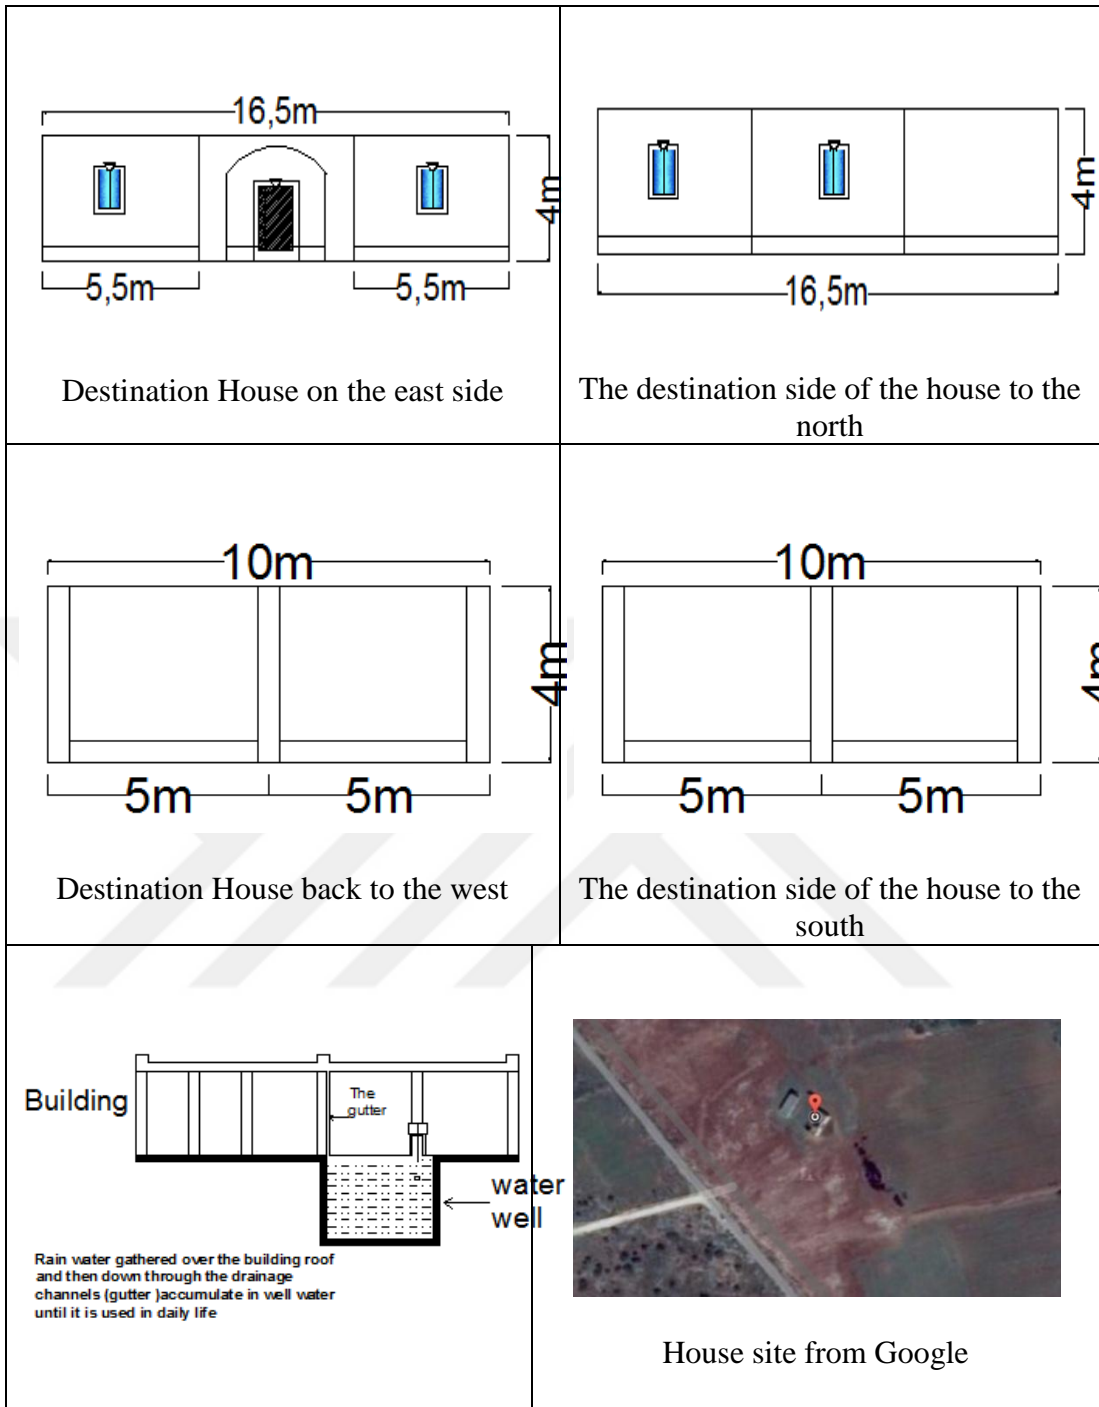 16,5m
4m
5,5m
5,5m
Destination House on the east side
4m
16,5m
The destination side of the house to the
north
10m
4m
5m
5m
Destination House back to the west
10m
4m
5m
5m
The destination side of the house to the
south
Building
The
gutter
water
well
Rain water gathered over the building roof
and then down through the drainage
channels (gutter )accumulate in well water
until it is used in daily life
House site from Google